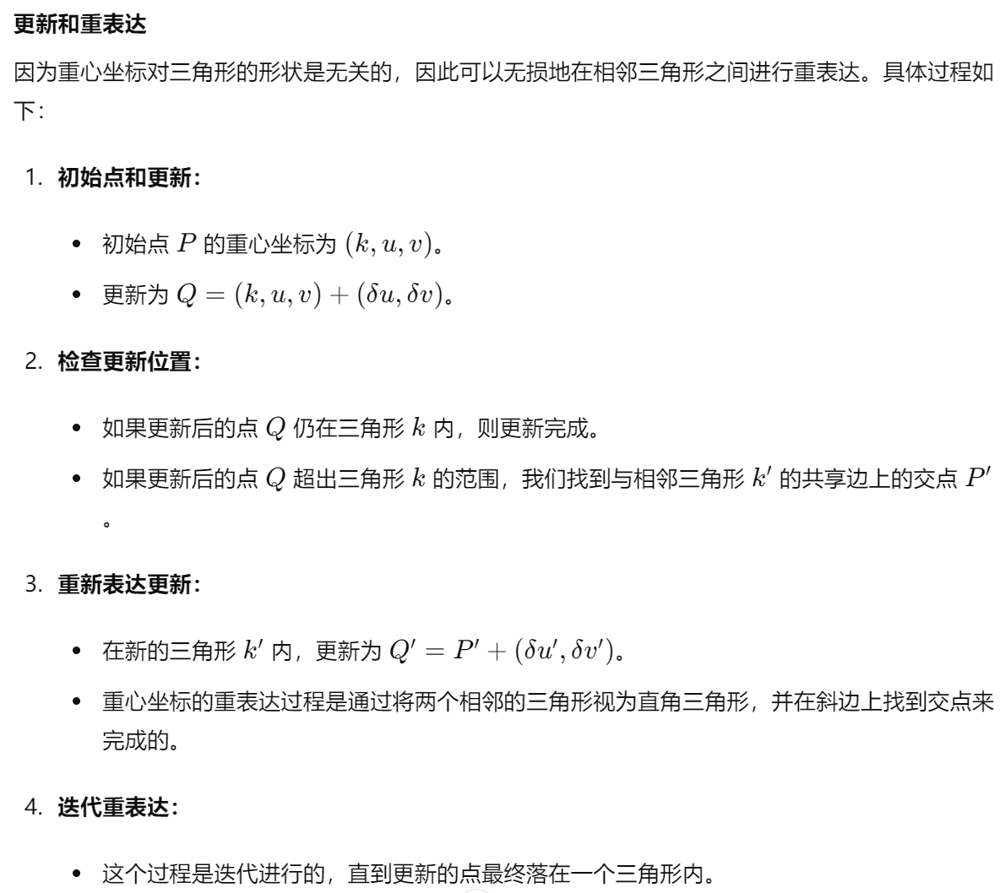 更新和重表达
因为重心坐标对三角形的形状是无关的，因此可以无损地在相邻三角形之间进行重表达。具体过程如
下：
1. 初始点和更新：
• 初始点 P 的重心坐标为 (k, u, v)。
• 更新为 Q = (k, u, v) + (δu, δv)。
2. 检查更新位置：
• 如果更新后的点 Q 仍在三角形 k 内，则更新完成。
• 如果更新后的点 Q 超出三角形 k 的范围，我们找到与相邻三角形 k′ 的共享边上的交点 P′
。
3. 重新表达更新：
• 在新的三角形 k′ 内，更新为 Q′ = P′ + (δu′, δv′)。
• 重心坐标的重表达过程是通过将两个相邻的三角形视为直角三角形，并在斜边上找到交点来
完成的。
4. 迭代重表达：
• 这个过程是迭代进行的，直到更新的点最终落在一个三角形内。